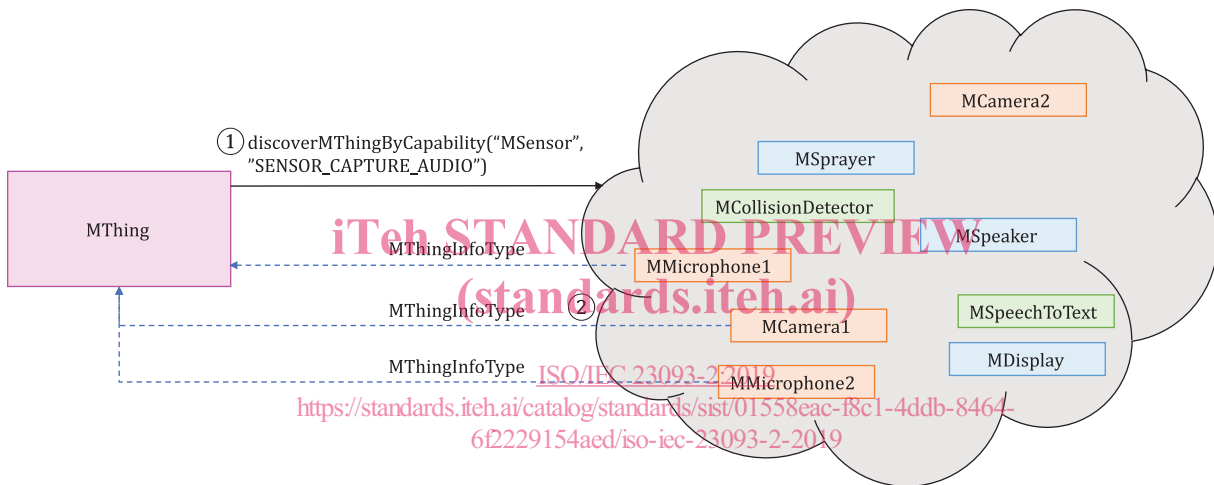 MCamera2
① discoverMThingByCapability(“MSensor”,
”SENSOR_CAPTURE_AUDIO”)
MSprayer
MCollisionDetector
MThing
iTeh STANDARD PREVIEW
MSpeaker
MThingInfoType
MMicrophone1
(standards.iteh.ai)
MThingInfoType
②
MCamera1
MSpeechToText
MDisplay
MThingInfoType
ISO/IEC 23093-2:2019
MMicrophone2
https://standards.iteh.ai/catalog/standards/sist/01558eac-f8c1-4ddb-8464-
6f2229154aed/iso-iec-23093-2-2019